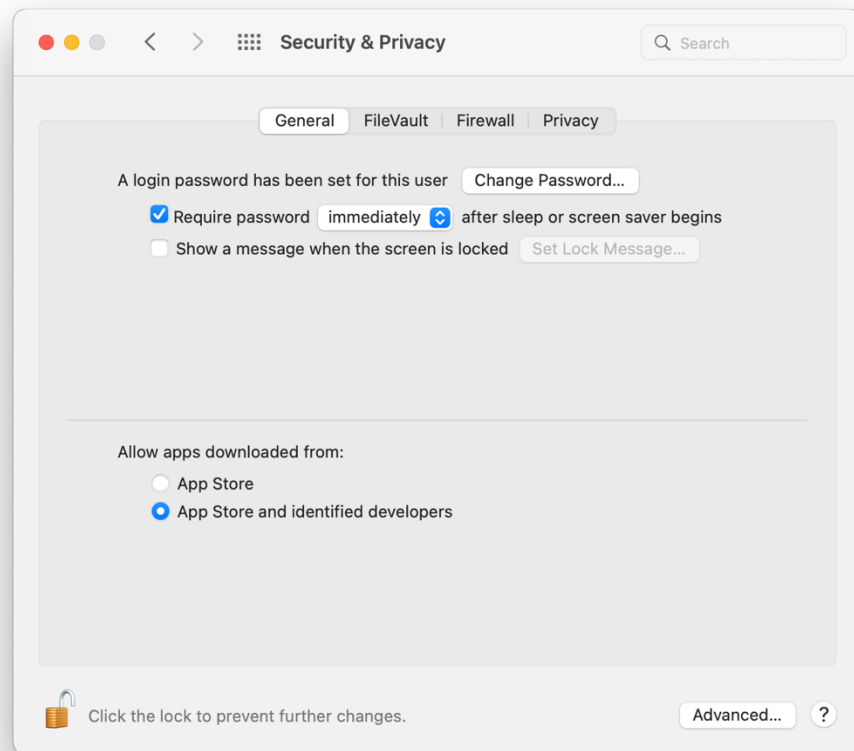 Security & Privacy Search
General FileVault Firewall Privacy
A login password has been set for this user Change Password...
Require password immediately after sleep or screen saver begins
Show a message when the screen is locked Set Lock Message...
Allow apps downloaded from:
App Store
App Store and identified developers
Click the lock to prevent further changes. Advanced... ?